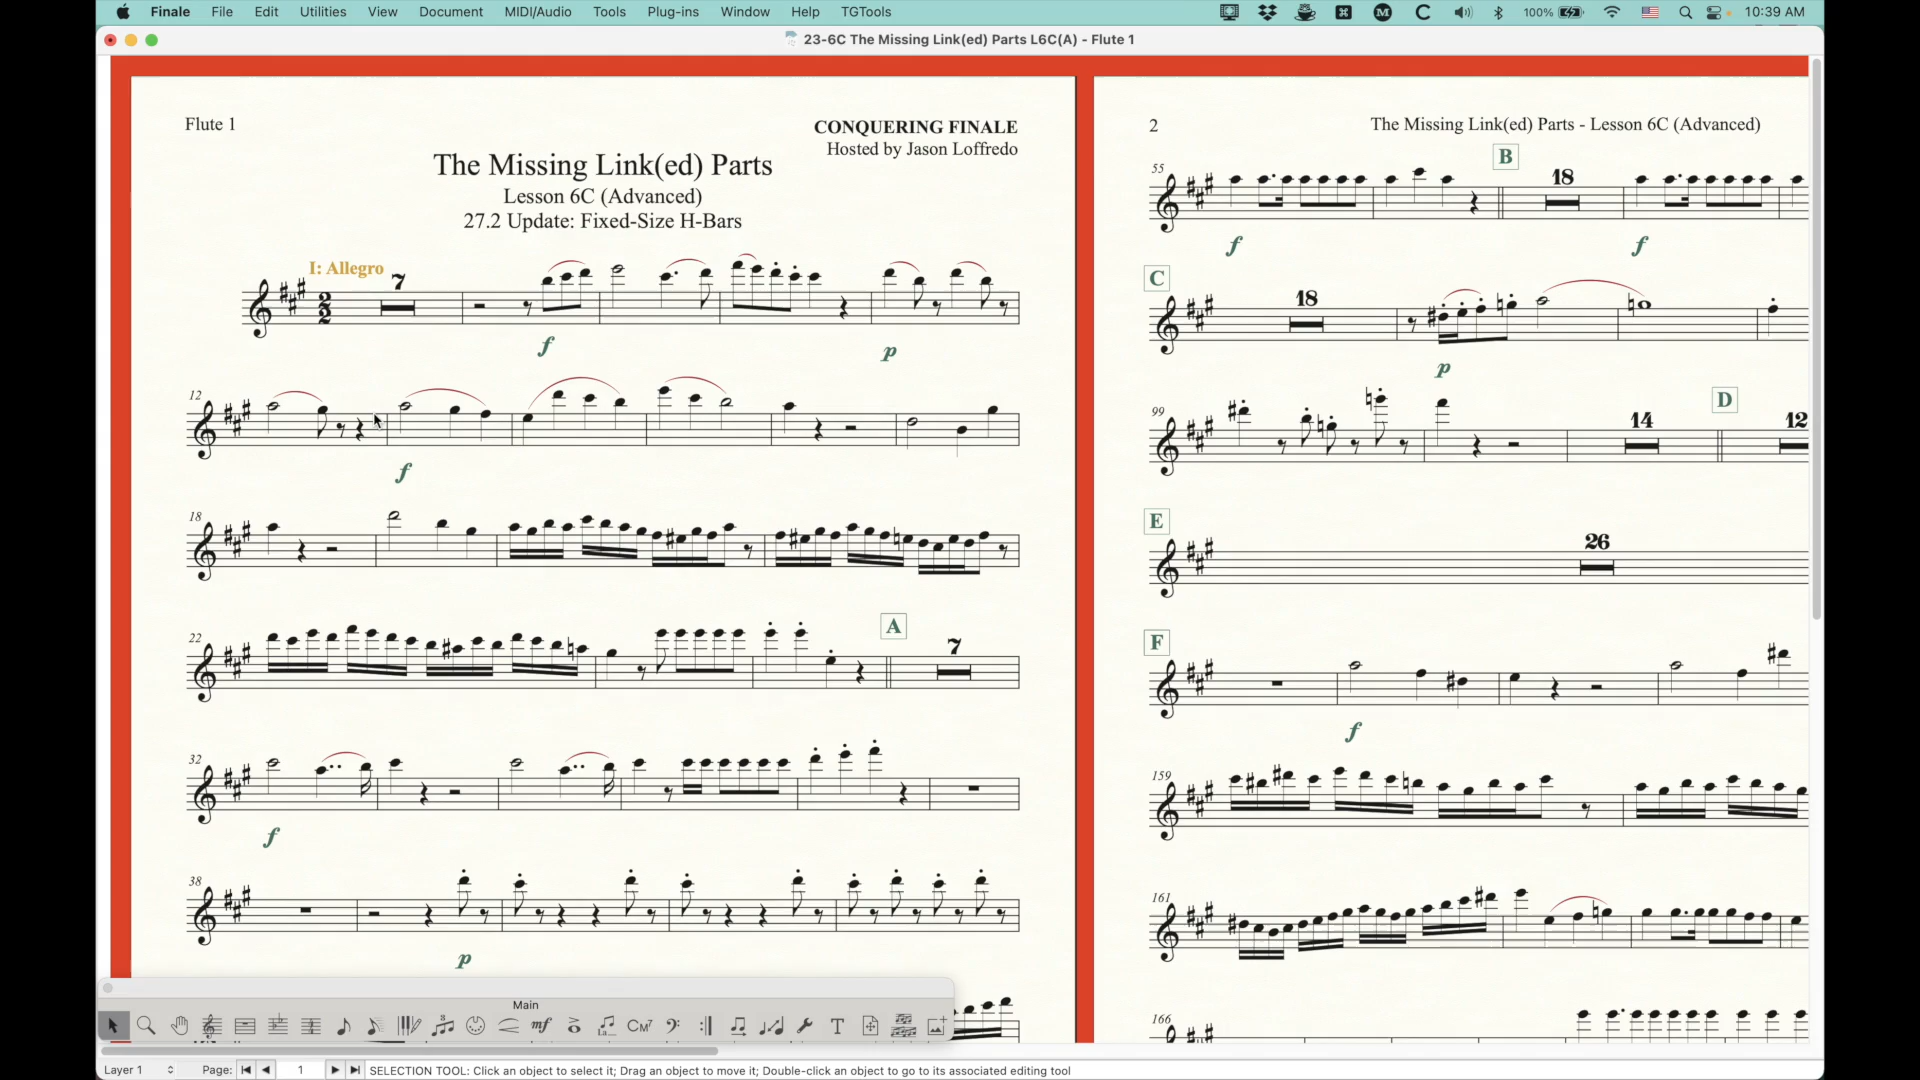 Finale File Edit Utilities View Document MIDI/Audio Tools Plug-ins Window Help TGTools 100% 10:39 AM
23-6C The Missing Link(ed) Parts L6C(A) - Flute 1
Flute 1
CONQUERING FINALE
Hosted by Jason Loffredo
The Missing Link(ed) Parts
Lesson 6C (Advanced)
27.2 Update: Fixed-Size H-Bars
I: Allegro
7
2
2
f
p
12
f
18
22
A
7
32
f
38
p
2
The Missing Link(ed) Parts - Lesson 6C (Advanced)
55
B
18
f
f
C
18
p
99
14
D
12
E
26
F
f
159
161
166
Main
mf
CM7
T
Layer 1 Page: 1 SELECTION TOOL: Click an object to select it; Drag an object to move it; Double-click an object to go to its associated editing tool